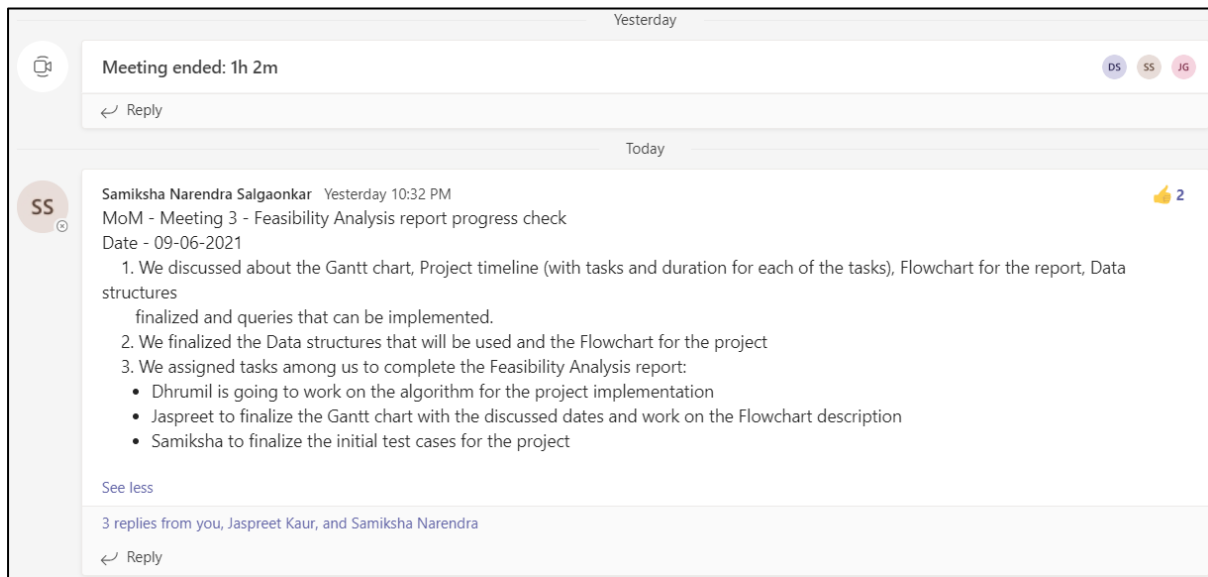 Yesterday
Meeting ended: 1h 2m
DS SS JG
Reply
Today
SS
Samiksha Narendra Salgaonkar Yesterday 10:32 PM
👍 2
MoM - Meeting 3 - Feasibility Analysis report progress check
Date - 09-06-2021
1. We discussed about the Gantt chart, Project timeline (with tasks and duration for each of the tasks), Flowchart for the report, Data
structures
finalized and queries that can be implemented.
2. We finalized the Data structures that will be used and the Flowchart for the project
3. We assigned tasks among us to complete the Feasibility Analysis report:
• Dhrumil is going to work on the algorithm for the project implementation
• Jaspreet to finalize the Gantt chart with the discussed dates and work on the Flowchart description
• Samiksha to finalize the initial test cases for the project
See less
3 replies from you, Jaspreet Kaur, and Samiksha Narendra
Reply